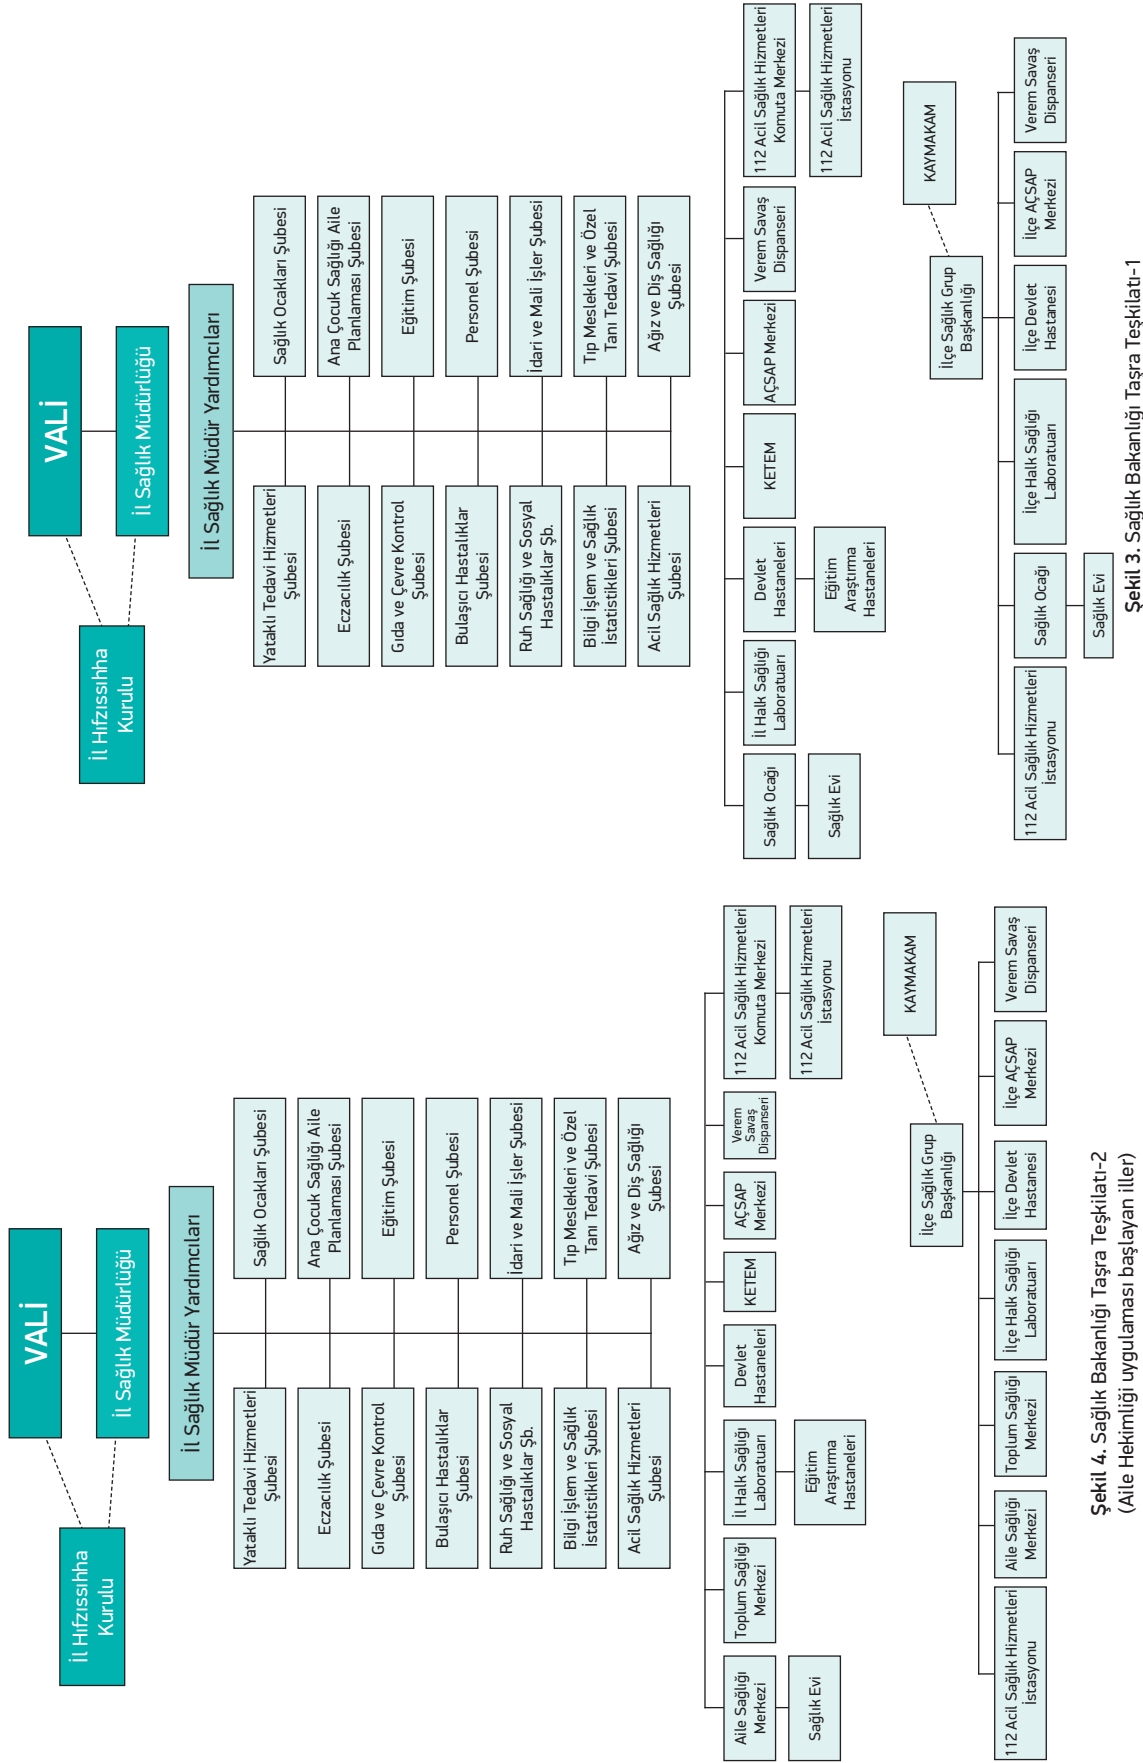 VALİ
İl Hıfzıssıhha
Kurulu
İl Sağlık Müdürlüğü
İl Sağlık Müdür Yardımcıları
Yataklı Tedavi Hizmetleri
Şubesi
Sağlık Ocakları Şubesi
Eczacılık Şubesi
Ana Çocuk Sağlığı Aile
Planlaması Şubesi
Gıda ve Çevre Kontrol
Şubesi
Eğitim Şubesi
Bulaşıcı Hastalıklar
Şubesi
Personel Şubesi
Ruh Sağlığı ve Sosyal
Hastalıklar Şb.
İdari ve Mali İşler Şubesi
Bilgi İşlem ve Sağlık
İstatistikleri Şubesi
Tıp Meslekleri ve Özel
Tanı Tedavi Şubesi
Acil Sağlık Hizmetleri
Şubesi
Ağız ve Diş Sağlığı
Şubesi
Sağlık Ocağı
Sağlık Evi
İl Halk Sağlığı
Laboratuarı
Devlet
Hastaneleri
Eğitim
Araştırma
Hastaneleri
KETEM
AÇSAP Merkezi
Verem Savaş
Dispanseri
112 Acil Sağlık Hizmetleri
Komuta Merkezi
112 Acil Sağlık Hizmetleri
İstasyonu
KAYMAKAM
İlçe Sağlık Grup
Başkanlığı
112 Acil Sağlık Hizmetleri
İstasyonu
Sağlık Ocağı
Sağlık Evi
İlçe Halk Sağlığı
Laboratuarı
İlçe Devlet
Hastanesi
İlçe AÇSAP
Merkezi
Verem Savaş
Dispanseri
Şekil 3. Sağlık Bakanlığı Taşra Teşkilatı-1
VALİ
İl Hıfzıssıhha
Kurulu
İl Sağlık Müdürlüğü
İl Sağlık Müdür Yardımcıları
Yataklı Tedavi Hizmetleri
Şubesi
Sağlık Ocakları Şubesi
Eczacılık Şubesi
Ana Çocuk Sağlığı Aile
Planlaması Şubesi
Gıda ve Çevre Kontrol
Şubesi
Eğitim Şubesi
Bulaşıcı Hastalıklar
Şubesi
Personel Şubesi
Ruh Sağlığı ve Sosyal
Hastalıklar Şb.
İdari ve Mali İşler Şubesi
Bilgi İşlem ve Sağlık
İstatistikleri Şubesi
Tıp Meslekleri ve Özel
Tanı Tedavi Şubesi
Acil Sağlık Hizmetleri
Şubesi
Ağız ve Diş Sağlığı
Şubesi
Aile Sağlığı
Merkezi
Sağlık Evi
Toplum Sağlığı
Merkezi
İl Halk Sağlığı
Laboratuarı
Eğitim
Araştırma
Hastaneleri
Devlet
Hastaneleri
KETEM
AÇSAP
Merkezi
Verem
Savaş
Dispanseri
112 Acil Sağlık Hizmetleri
Komuta Merkezi
112 Acil Sağlık Hizmetleri
İstasyonu
KAYMAKAM
İlçe Sağlık Grup
Başkanlığı
112 Acil Sağlık Hizmetleri
İstasyonu
Aile Sağlığı
Merkezi
Toplum Sağlığı
Merkezi
İlçe Halk Sağlığı
Laboratuarı
İlçe Devlet
Hastanesi
İlçe AÇSAP
Merkezi
Verem Savaş
Dispanseri
Şekil 4. Sağlık Bakanlığı Taşra Teşkilatı-2
(Aile Hekimliği uygulaması başlayan iller)